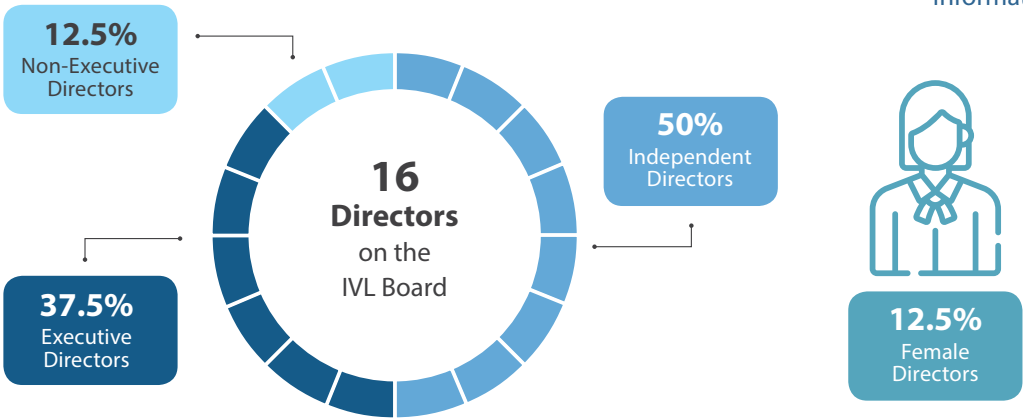 12.5%
Non-Executive
Directors
16
Directors
on the
IVL Board
50%
Independent
Directors
37.5%
Executive
Directors
12.5%
Female
Directors